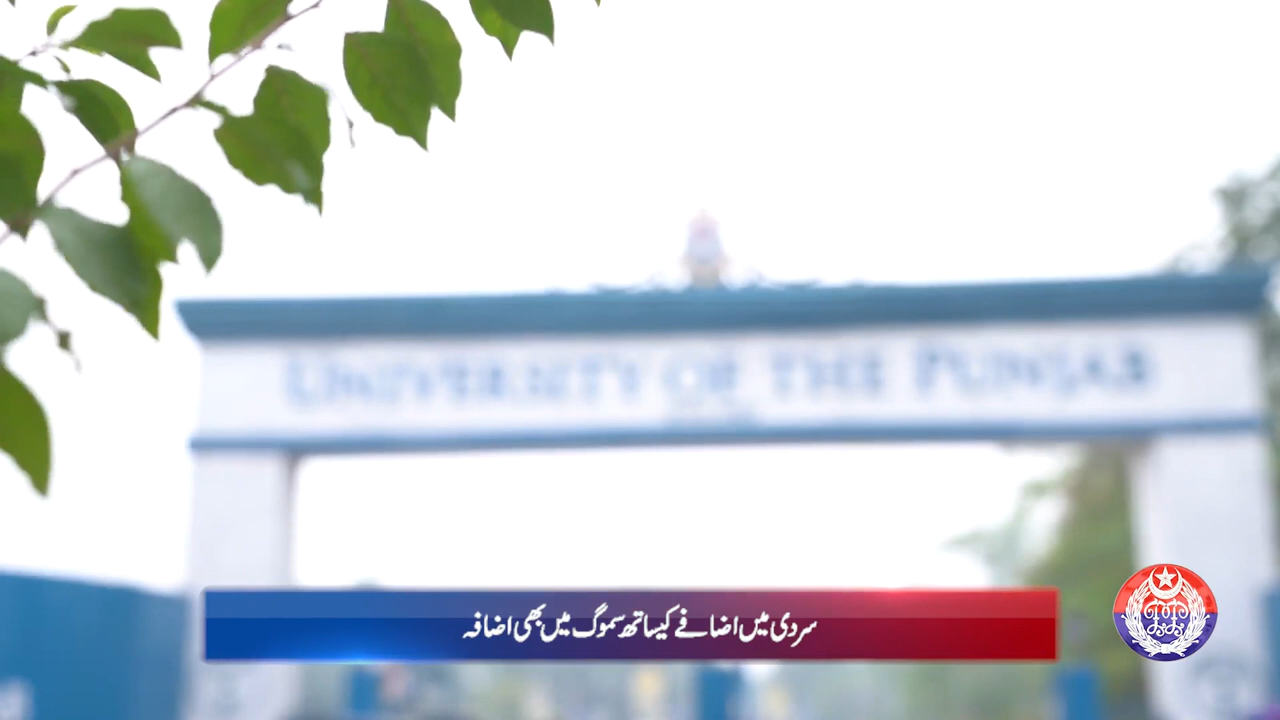 UNIVERSITY OF THE PUNJAB
سردی میں اضافے کیساتھ سموگ میں بھی اضافہ